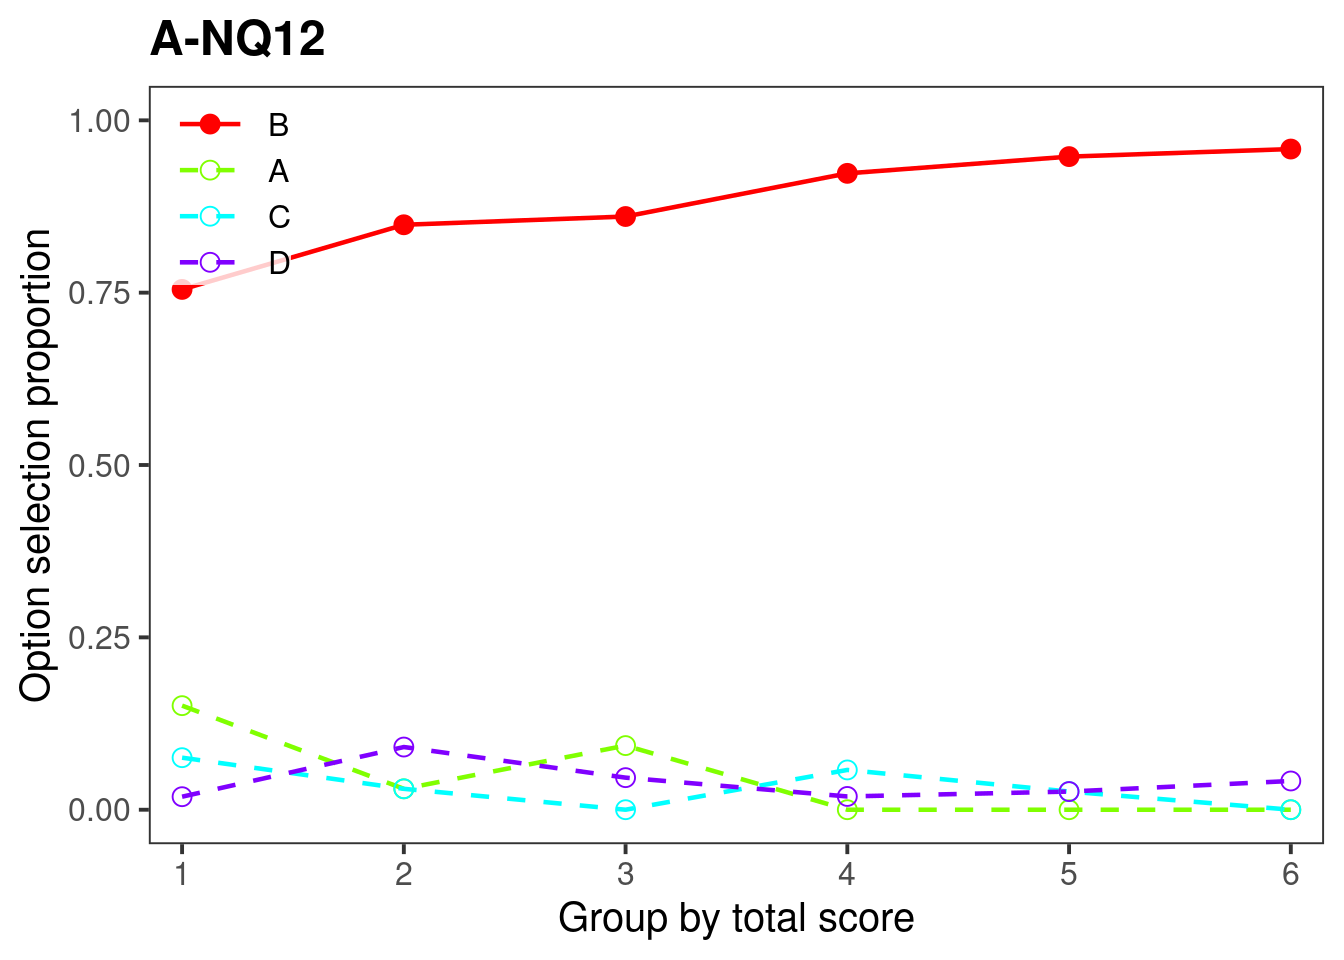 A-NQ12
1.00
0.75
0.50
0.25
0.00
Option selection proportion
B
A
C
D
1 2 3 4 5 6
Group by total score